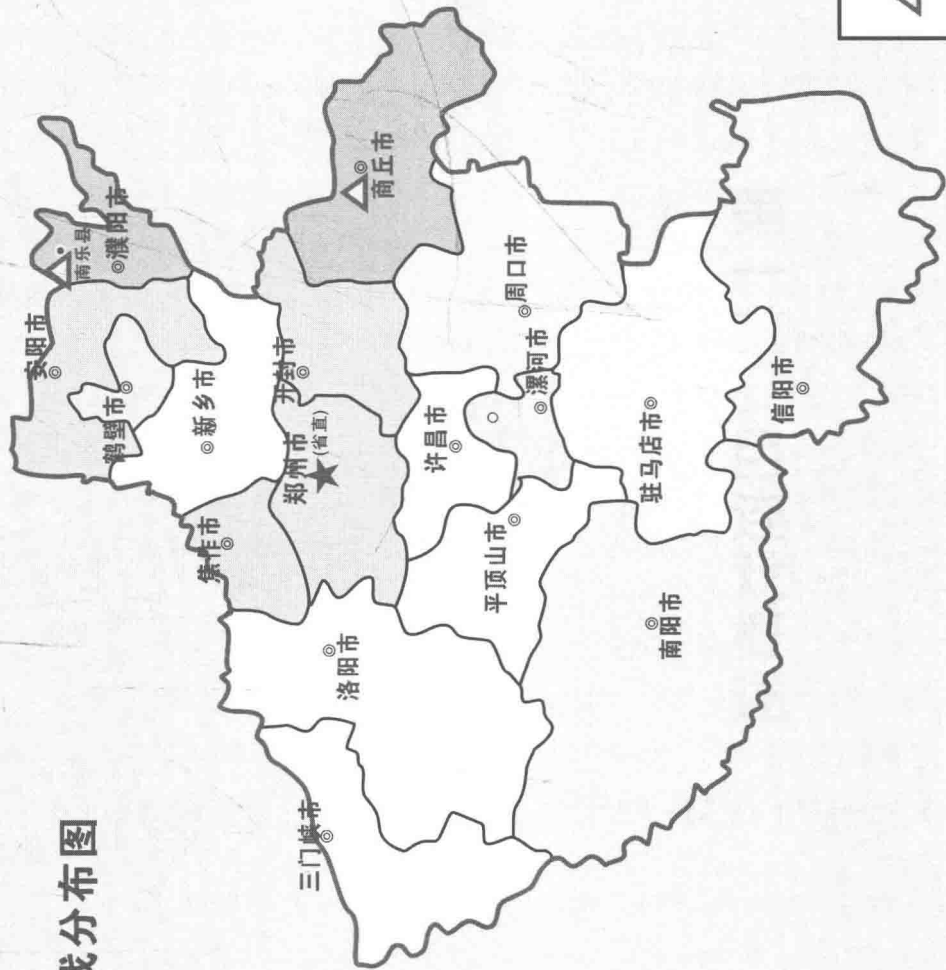 分布图
安阳市
南乐县
濮阳市
鹤壁市
新乡市
焦作市
郑州市
(省直)
开封市
商丘市
三门峡市
洛阳市
许昌市
平顶山市
漯河市
周口市
南阳市
驻马店市
信阳市